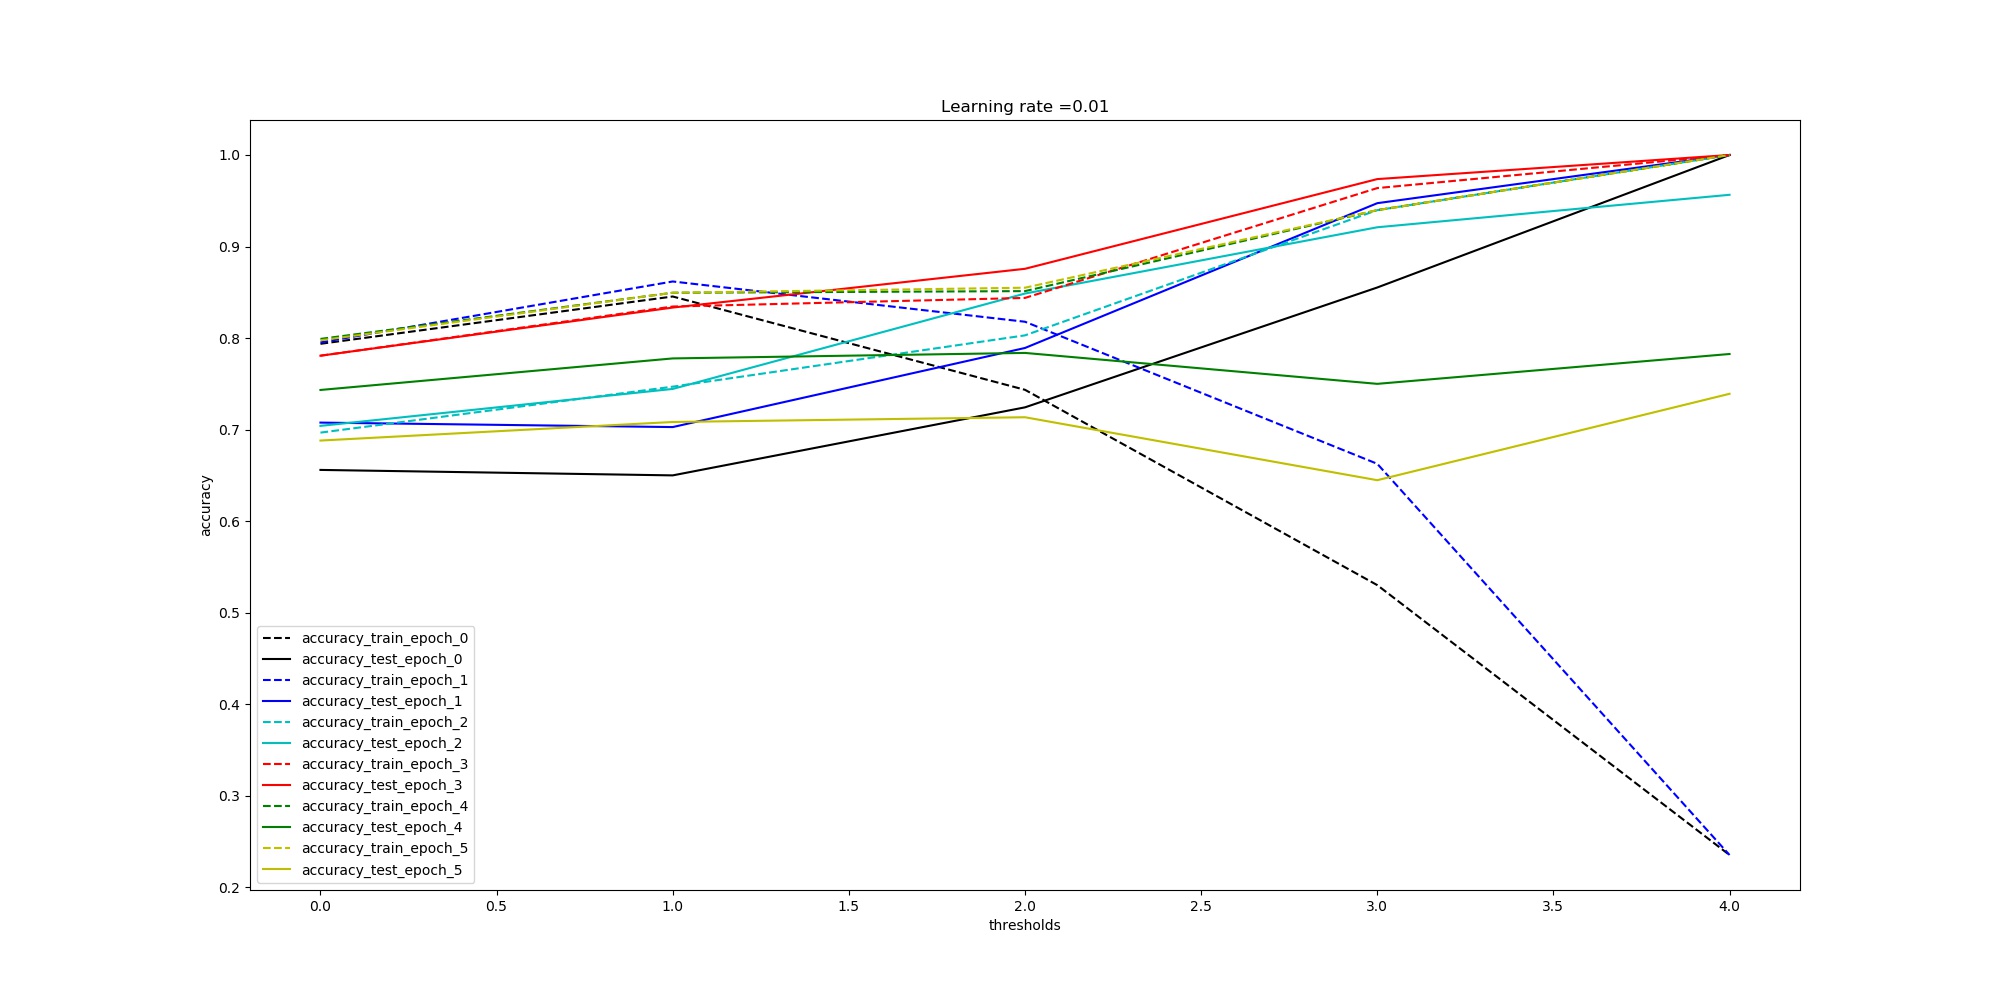 Learning rate =0.01
1.0
0.9
0.8
0.7
0.6
0.5
0.4
0.3
0.2
accuracy
accuracy_train_epoch_0
accuracy_test_epoch_0
accuracy_train_epoch_1
accuracy_test_epoch_1
accuracy_train_epoch_2
accuracy_test_epoch_2
accuracy_train_epoch_3
accuracy_test_epoch_3
accuracy_train_epoch_4
accuracy_test_epoch_4
accuracy_train_epoch_5
accuracy_test_epoch_5
0.0 0.5 1.0 1.5 2.0 2.5 3.0 3.5 4.0
thresholds